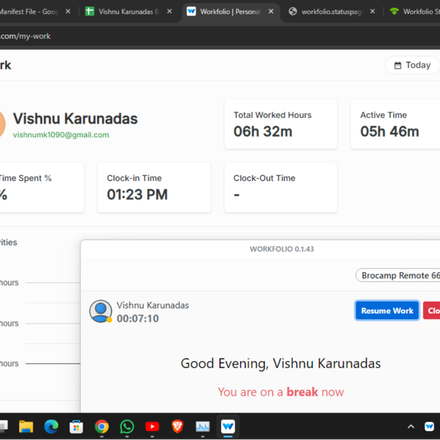 Manifest File - Goo
Vishnu Karunadas B
Workfolio | Persona
workfolio.statuspag
Workfolio St
.com/my-work
rk
Today
Vishnu Karunadas
vishnumk1090@gmail.com
Total Worked Hours
06h 32m
Active Time
05h 46m
Time Spent %
%
Clock-in Time
01:23 PM
Clock-Out Time
-
ities
hours
hours
hours
WORKFOLIO 0.1.43
Brocamp Remote 66
Vishnu Karunadas
00:07:10
Resume Work
Clo
Good Evening, Vishnu Karunadas
You are on a break now